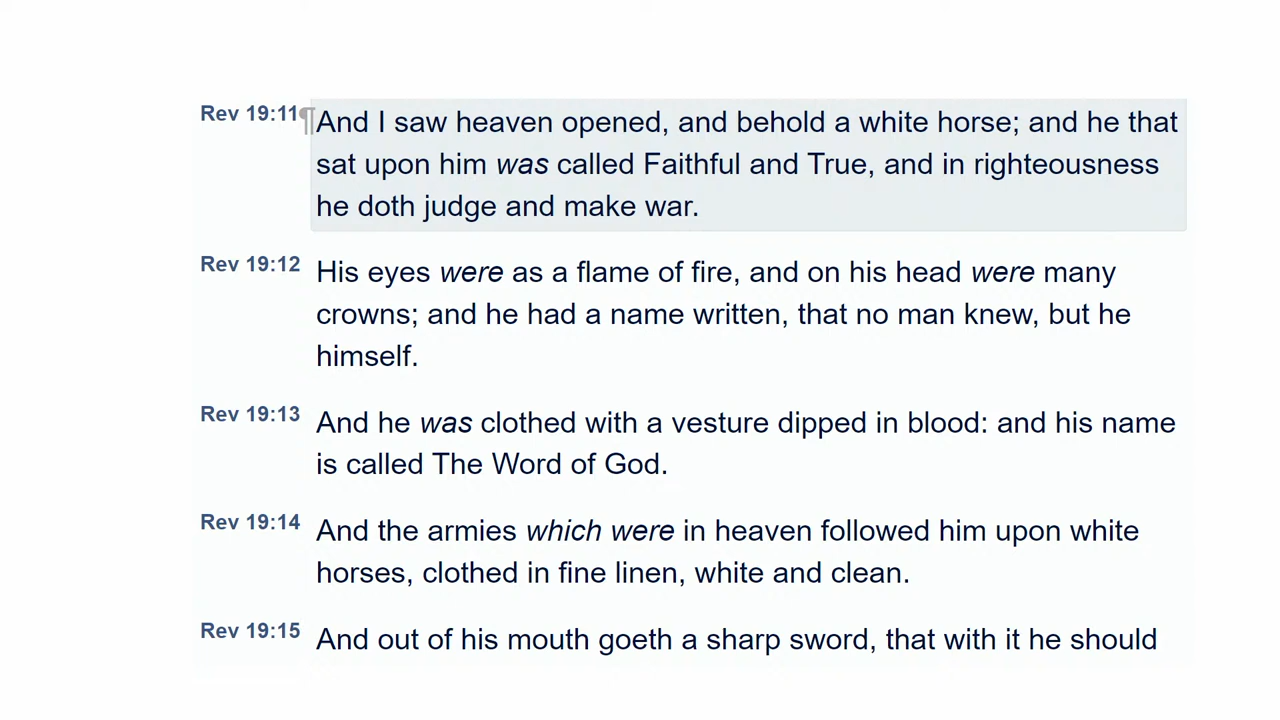 Rev 19:11 ¶ And I saw heaven opened, and behold a white horse; and he that
sat upon him was called Faithful and True, and in righteousness
he doth judge and make war.
Rev 19:12 His eyes were as a flame of fire, and on his head were many
crowns; and he had a name written, that no man knew, but he
himself.
Rev 19:13 And he was clothed with a vesture dipped in blood: and his name
is called The Word of God.
Rev 19:14 And the armies which were in heaven followed him upon white
horses, clothed in fine linen, white and clean.
Rev 19:15 And out of his mouth goeth a sharp sword, that with it he should